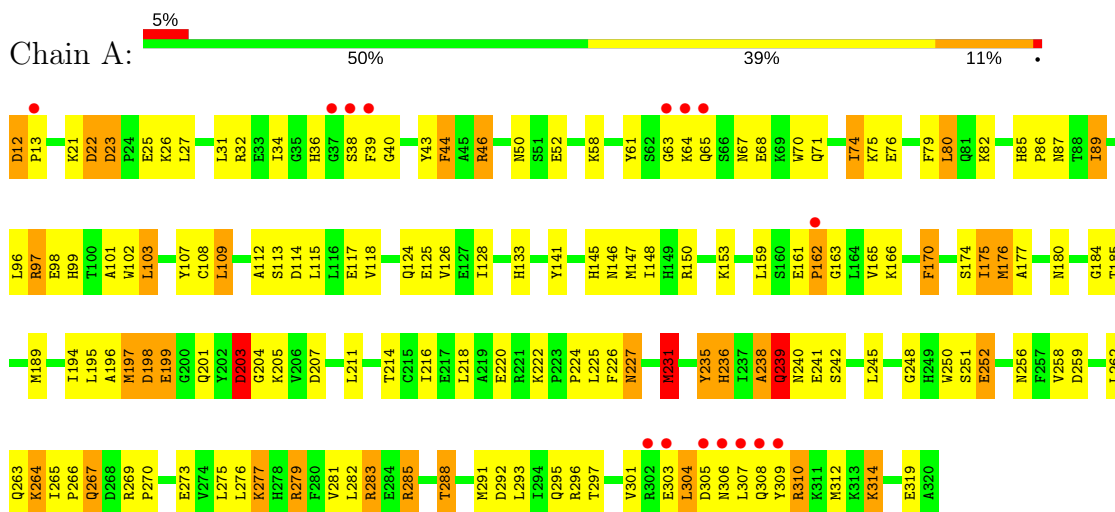 5%
Chain A:
50% 39% 11% •
D12 P13 K21 D22 D23 P24 E25 K26 L27 L31 R32 E33 I34 G35 H36 G37 S38 F39 G40 Y43 F44 A45 R46 N50 S51 E52 K58 Y61 S62 G63 K64 Q65 S66 N67 E68 K69 W70 Q71 I74 K75 E76 F79 L80 Q81 K82 H85 P86 N87 T88 I89
L96 R97 E98 H99 T100 A101 W102 L103 Y107 C108 L109 A112 S113 D114 L115 L116 E117 V118 Q124 E125 V126 E127 I128 H133 Y141 H145 N146 M147 I148 H149 R150 K153 L159 S160 E161 P162 G163 L164 V165 K166 F170 S174 I175 M176 A177 N180 G184 T185
M189 I194 L195 A196 M197 D198 E199 G200 Q201 Y202 D203 G204 K205 V206 D207 L211 T214 C215 I216 E217 L218 A219 E220 R221 K222 P223 P224 L225 F226 N227 M231 Y235 H236 I237 A238 Q239 N240 E241 S242 L245 G248 H249 W250 S251 E252 N256 F257 V258 D259
Q263 K264 I265 P266 Q267 D268 R269 P270 E273 V274 L275 L276 K277 H278 R279 F280 V281 L282 R283 E284 R285 T288 M291 D292 L293 I294 Q295 R296 T297 V301 R302 E303 L304 D305 N306 L307 Q308 Y309 R310 K311 M312 K313 K314 E319 A320